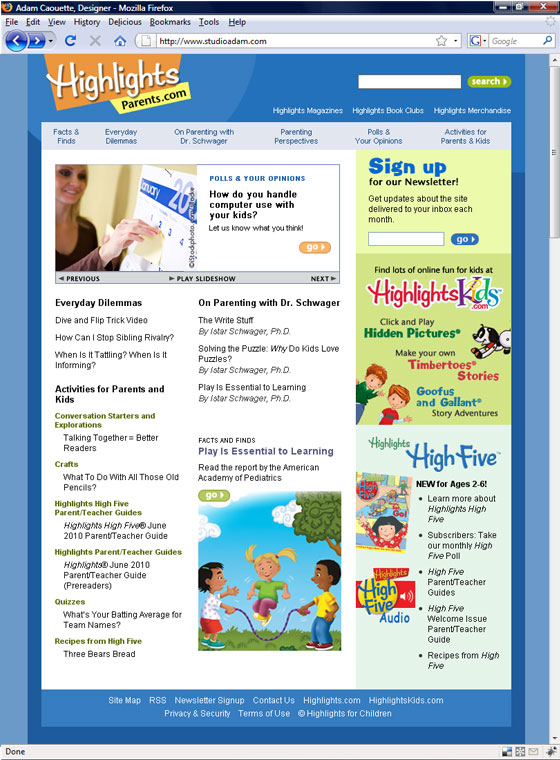 Adam Caouette, Designer - Mozilla Firefox
File Edit View History Delicious Bookmarks Tools Help
http://www.studioadam.com
Google
Highlights
Parents.com
search
Highlights Magazines Highlights Book Clubs Highlights Merchandise
Facts &
Finds
Everyday
Dilemmas
On Parenting with
Dr. Schwager
Parenting
Perspectives
Polls &
Your Opinions
Activities for
Parents & Kids
January
©iStockphoto.com/
POLLS & YOUR OPINIONS
How do you handle
computer use with
your kids?
Let us know what you think!
go
PREVIOUS
PLAY SLIDESHOW
NEXT
Sign up
for our Newsletter!
Get updates about the site
delivered to your inbox each
month.
go
Everyday Dilemmas
Dive and Flip Trick Video
How Can I Stop Sibling Rivalry?
When Is It Tattling? When Is It
Informing?
Activities for Parents and
Kids
Conversation Starters and
Explorations
Talking Together = Better
Readers
Crafts
What To Do With All Those Old
Pencils?
Highlights High Five
Parent/Teacher Guides
Highlights High Five® June
2010 Parent/Teacher Guide
Highlights Parent/Teacher Guides
Highlights® June 2010
Parent/Teacher Guide
(Prereaders)
Quizzes
What's Your Batting Average for
Team Names?
Recipes from High Five
Three Bears Bread
On Parenting with Dr. Schwager
The Write Stuff
By Istar Schwager, Ph.D.
Solving the Puzzle: Why Do Kids Love
Puzzles?
By Istar Schwager, Ph.D.
Play Is Essential to Learning
By Istar Schwager, Ph.D.
FACTS AND FINDS
Play Is Essential to Learning
Read the report by the American
Academy of Pediatrics
go
Find lots of online fun for kids at
HighlightsKids
.com
Click and Play
Hidden Pictures®
Make your own
Timbertoes®
Stories
Goofus
and Gallant®
Story Adventures
Highlights
High Five™
NEW for Ages 2-6!
Learn more about
Highlights High
Five
Subscribers: Take
our monthly High
Five Poll
High Five
Parent/Teacher
Guides
High Five
Welcome Issue
Parent/Teacher
Guide
Recipes from High
Five
Highlights
High
Five
Audio
Site Map RSS Newsletter Signup Contact Us Highlights.com HighlightsKids.com
Privacy & Security Terms of Use © Highlights for Children
Done